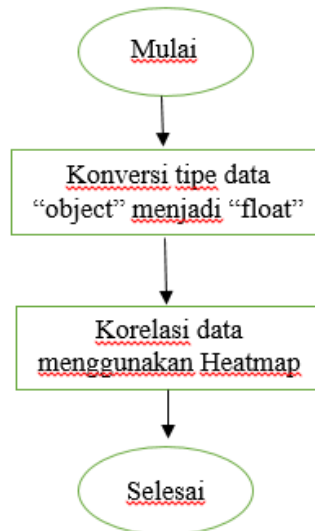 Mulai
Konversi tipe data
“object” menjadi “float”
Korelasi data
menggunakan Heatmap
Selesai